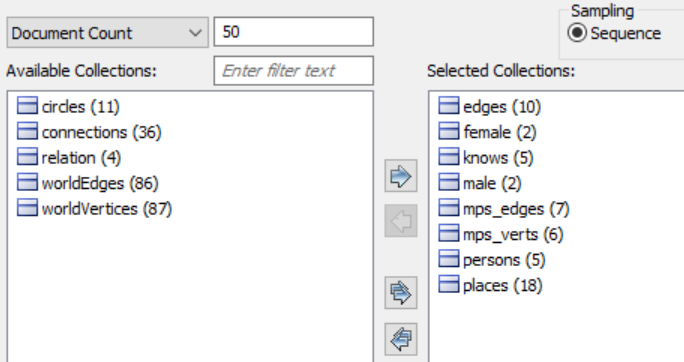 Sampling
Document Count 50 Sequence
Available Collections: Enter filter text Selected Collections:
circles (11)
connections (36)
relation (4)
worldEdges (86)
worldVertices (87)
edges (10)
female (2)
knows (5)
male (2)
mps_edges (7)
mps_verts (6)
persons (5)
places (18)